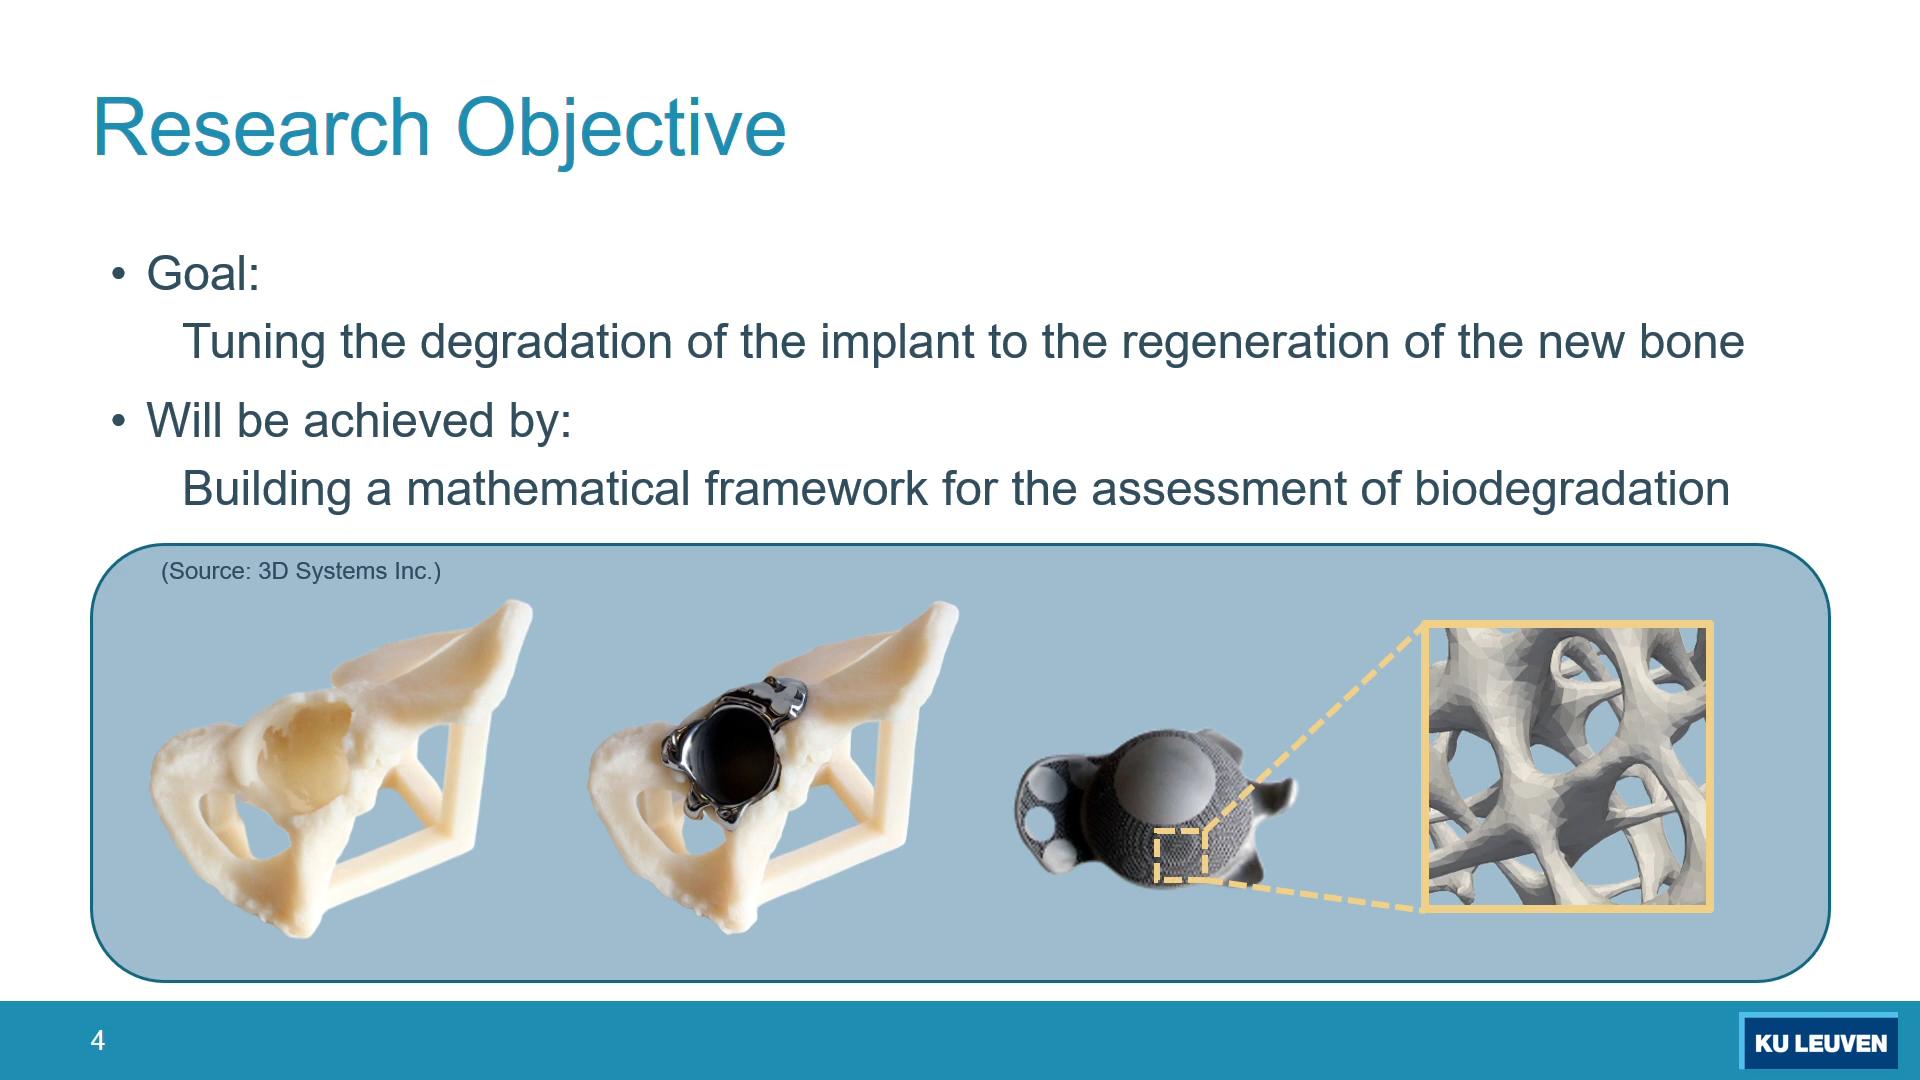 Research Objective
• Goal:
Tuning the degradation of the implant to the regeneration of the new bone
• Will be achieved by:
Building a mathematical framework for the assessment of biodegradation
(Source: 3D Systems Inc.)
4
KU LEUVEN